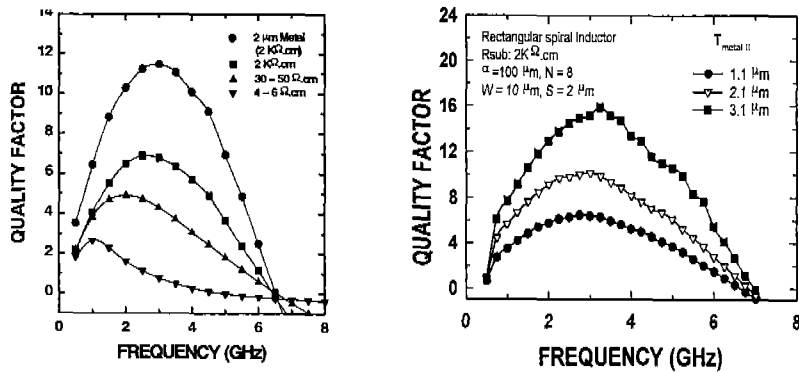 14
12
10
8
6
4
2
0
0
2
4
6
8
QUALITY FACTOR
FREQUENCY (GHz)
2 µm Metal
(2 KΩ.cm)
2 KΩ.cm
30 – 50 Ω.cm
4 – 6 Ω.cm
24
20
16
12
8
4
0
0
2
4
6
8
QUALITY FACTOR
FREQUENCY (GHz)
Rectangular spiral Inductor
Rsub: 2K Ω.cm
α =100 µm, N = 8
W = 10 µm, S = 2 µm
T metal II
1.1 µm
2.1 µm
3.1 µm